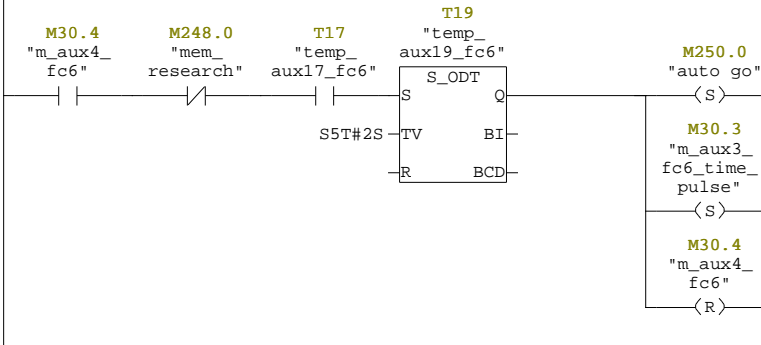 T19
M30.4 M248.0 T17 "temp_
"m_aux4_ "mem_ "temp_ aux19_fc6" M250.0
fc6" research" aux17_fc6" S_ODT "auto go"
S Q S
S5T#2S TV BI M30.3
"m_aux3_
fc6_time_
R BCD pulse"
S
M30.4
"m_aux4_
fc6"
R